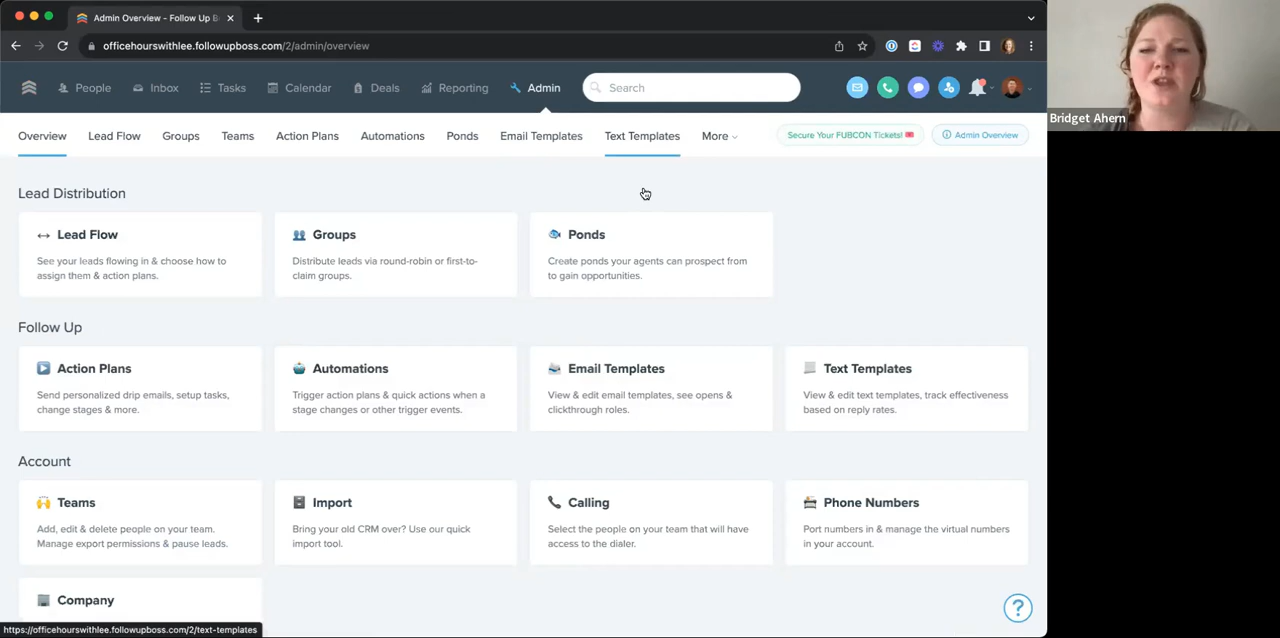 Admin Overview - Follow Up B
officehourswithlee.followupboss.com/2/admin/overview
People
Inbox
Tasks
Calendar
Deals
Reporting
Admin
Search
Bridget Ahern
Overview
Lead Flow
Groups
Teams
Action Plans
Automations
Ponds
Email Templates
Text Templates
More
Secure Your FUBCON Tickets!
Admin Overview
Lead Distribution
Lead Flow
See your leads flowing in & choose how to
assign them & action plans.
Groups
Distribute leads via round-robin or first-to-
claim groups.
Ponds
Create ponds your agents can prospect from
to gain opportunities.
Follow Up
Action Plans
Send personalized drip emails, setup tasks,
change stages & more.
Automations
Trigger action plans & quick actions when a
stage changes or other trigger events.
Email Templates
View & edit email templates, see opens &
clickthrough roles.
Text Templates
View & edit text templates, track effectiveness
based on reply rates.
Account
Teams
Add, edit & delete people on your team.
Manage export permissions & pause leads.
Import
Bring your old CRM over? Use our quick
import tool.
Calling
Select the people on your team that will have
access to the dialer.
Phone Numbers
Port numbers in & manage the virtual numbers
in your account.
Company
?
https://officehourswithlee.followupboss.com/2/text-templates